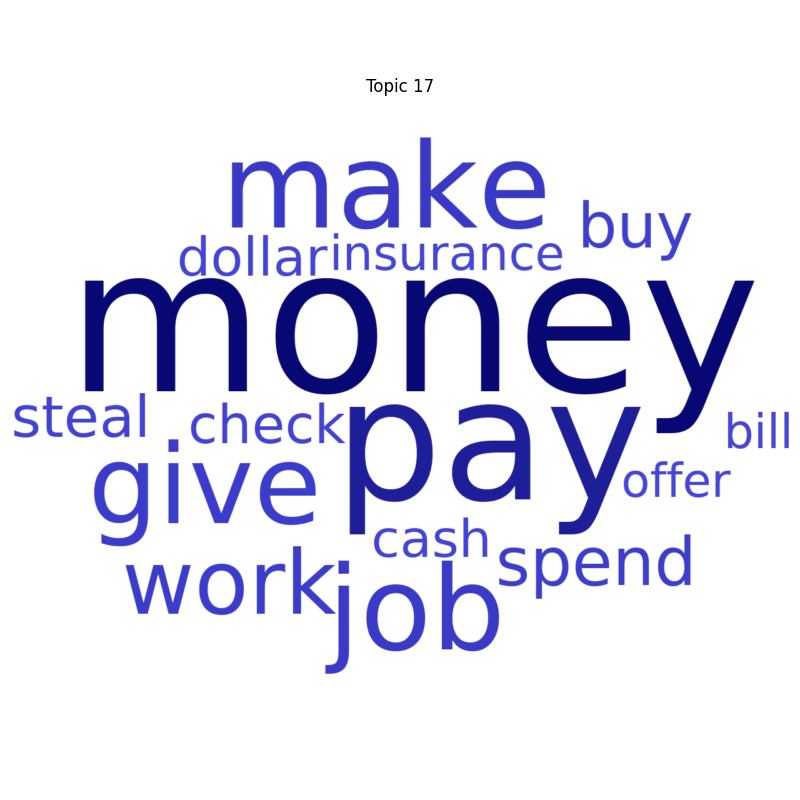 Topic 17
make
buy
dollar insurance
money
steal check pay bill
give offer
cash
work job spend